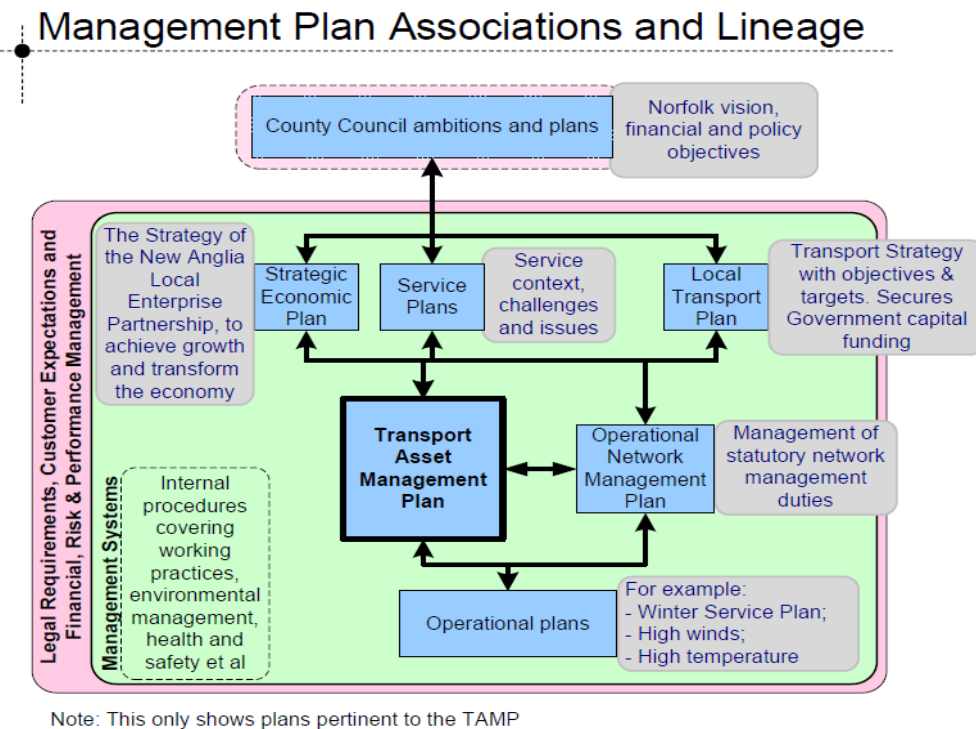 Management Plan Associations and Lineage
County Council ambitions and plans
Norfolk vision,
financial and policy
objectives
Legal Requirements, Customer Expectations and
Financial, Risk & Performance Management
The Strategy of
the New Anglia
Local
Enterprise
Partnership, to
achieve growth
and transform
the economy
Strategic
Economic
Plan
Service
Plans
Service
context,
challenges
and issues
Local
Transport
Plan
Transport Strategy
with objectives &
targets. Secures
Government capital
funding
Transport
Asset
Management
Plan
Operational
Network
Management
Plan
Management of
statutory network
management
duties
Management Systems
Internal
procedures
covering
working
practices,
environmental
management,
health and
safety et al
Operational plans
For example:
- Winter Service Plan;
- High winds;
- High temperature
Note: This only shows plans pertinent to the TAMP